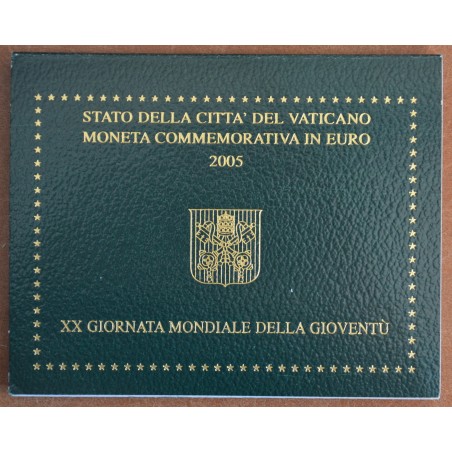 STATO DELLA CITTA' DEL VATICANO
MONETA COMMEMORATIVA IN EURO
2005
XX GIORNATA MONDIALE DELLA GIOVENTÙ